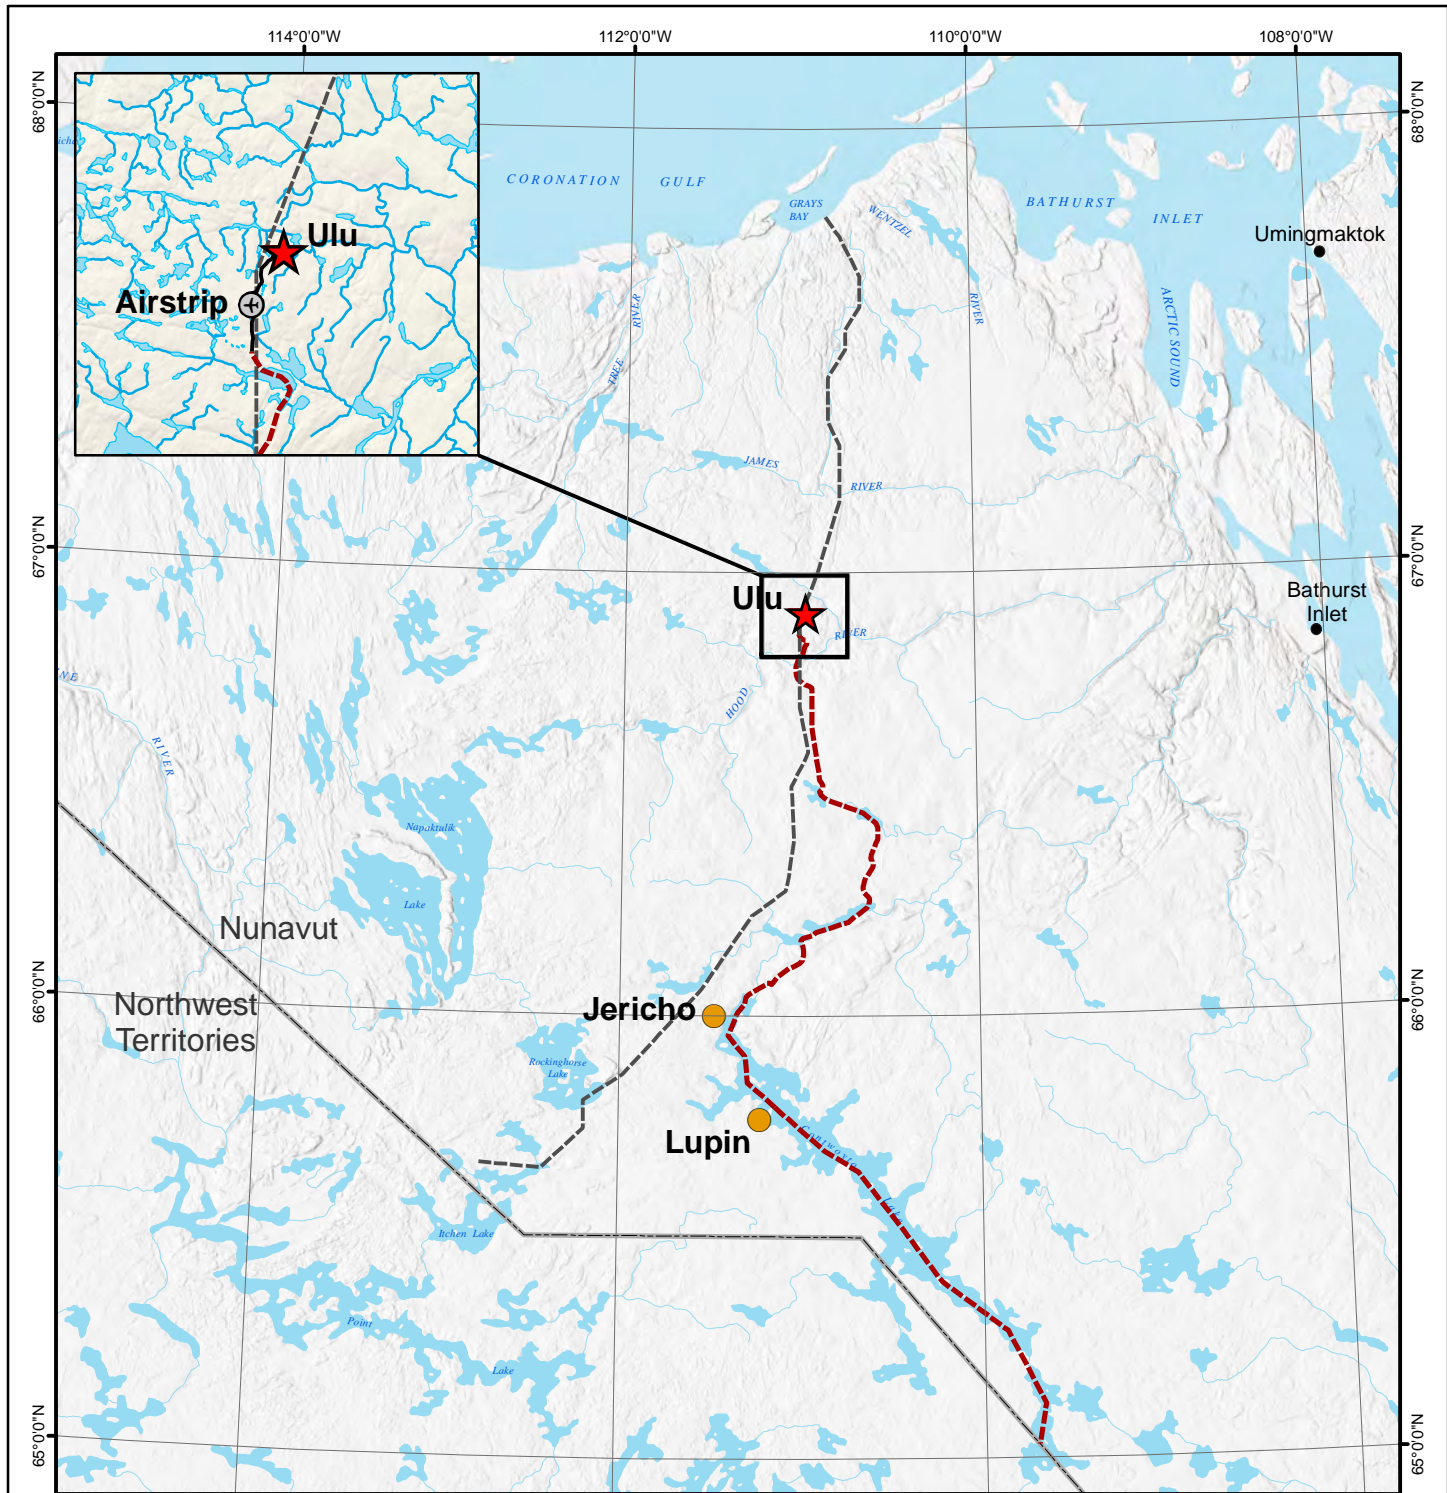 114°0'0"W
112°0'0"W
110°0'0"W
108°0'0"W
68°0'0"N
68°0'0"N
CORONATION GULF
GRAYS
BAY
WENTZEL
RIVER
BATHURST
INLET
Umingmaktok
Ulu
Airstrip
RIVER
TREE
ARCTIC SOUND
JAMES
RIVER
67°0'0"N
67°0'0"N
Ulu
RIVER
HOOD
Bathurst
Inlet
NE
RIVER
Napaktulik
Lake
Nunavut
Northwest
Territories
66°0'0"N
66°0'0"N
Jericho
Rockinghorse
Lake
Lupin
Contwoyto
Lake
Itchen Lake
Point
Lake
65°0'0"N
65°0'0"N